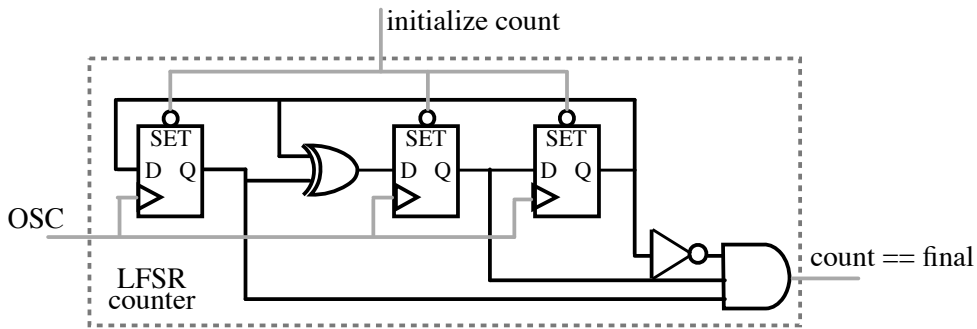 initialize count
SET
SET
SET
D Q
D Q
D Q
OSC
count == final
LFSR
counter